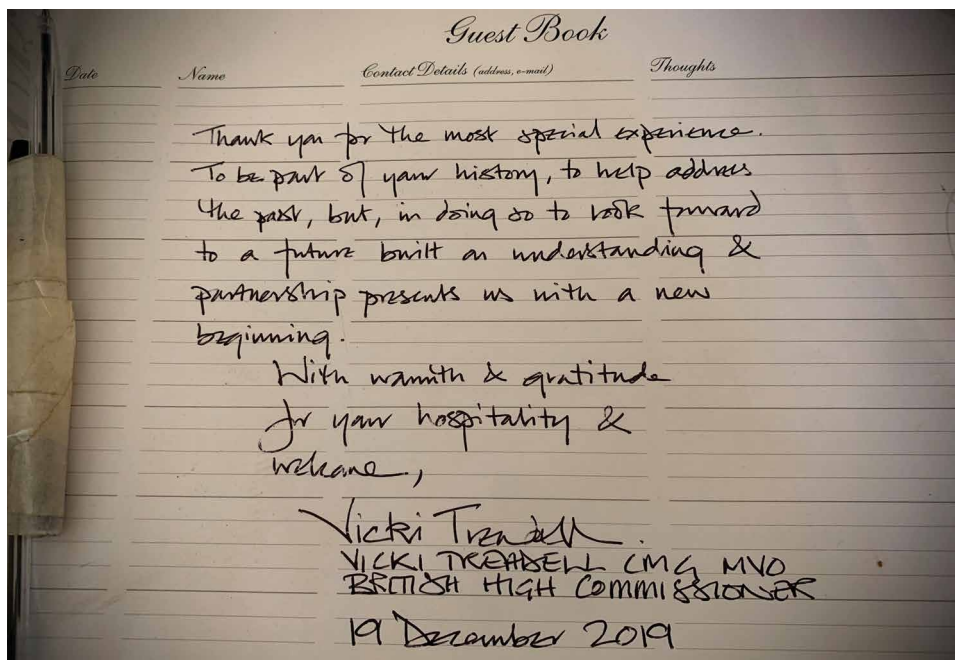 Guest Book
Date Name Contact Details (address, e-mail) Thoughts
Thank you for the most special experience.
To be part of your history, to help address
the past, but, in doing so to look forward
to a future built on understanding &
partnership presents us with a new
beginning.
With warmth & gratitude
for your hospitality &
welcome,
Vicki Treadell.
VICKI TREADELL CMG MVO
BRITISH HIGH COMMISSIONER
19 December 2019